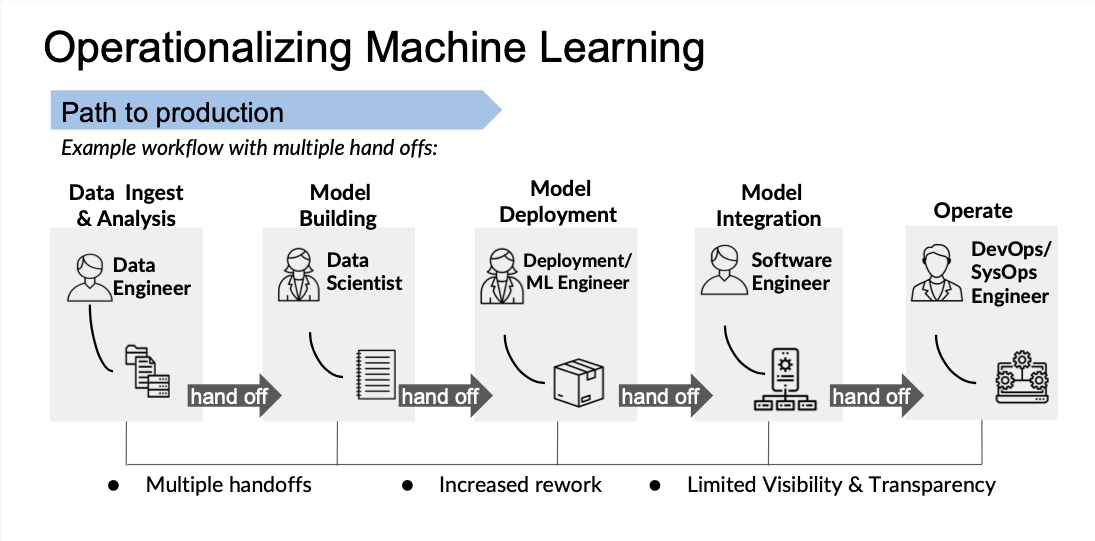 Operationalizing Machine Learning
Path to production
Example workflow with multiple hand offs:
Data Ingest
& Analysis
Data
Engineer
hand off
Model
Building
Data
Scientist
hand off
Model
Deployment
Deployment/
ML Engineer
hand off
Model
Integration
Software
Engineer
hand off
Operate
DevOps/
SysOps
Engineer
● Multiple handoffs
● Increased rework
● Limited Visibility & Transparency